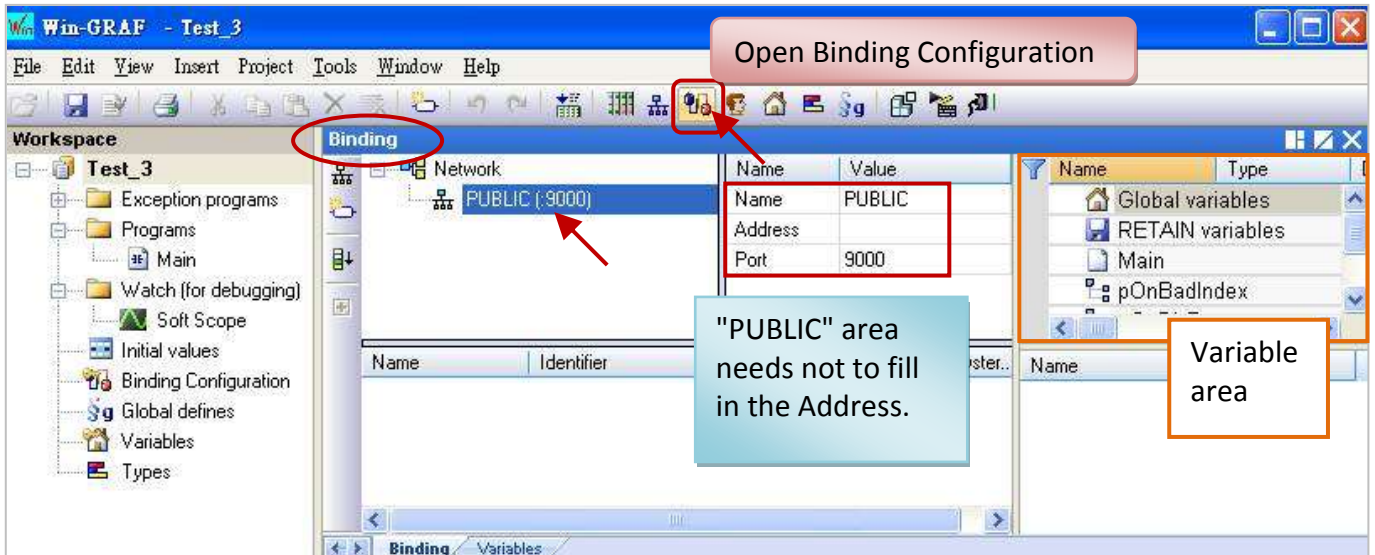 Win-GRAF - Test_3
Open Binding Configuration
File Edit View Insert Project Tools Window Help
Workspace
Binding
Test_3
Exception programs
Programs
Main
Watch (for debugging)
Soft Scope
Initial values
Binding Configuration
Global defines
Variables
Types
Network
PUBLIC (:9000)
Name Value
Name PUBLIC
Address
Port 9000
Name Type
Global variables
RETAIN variables
Main
pOnBadIndex
"PUBLIC" area
needs not to fill
in the Address.
Variable
area
Name Identifier
Name
Binding Variables